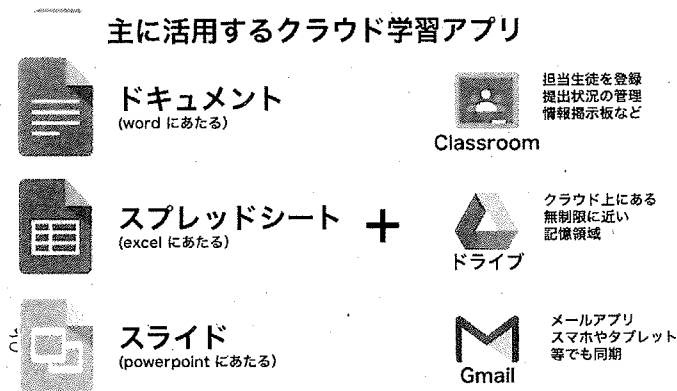 主に活用するクラウド学習アプリ
ドキュメント
(word にあたる)
スプレッドシート
(excel にあたる)
スライド
(powerpoint にあたる)
+
担当生徒を登録
提出状況の管理
情報掲示板など
Classroom
クラウド上にある
無制限に近い
記憶領域
ドライブ
メールアプリ
スマホやタブレット
等でも同期
Gmail